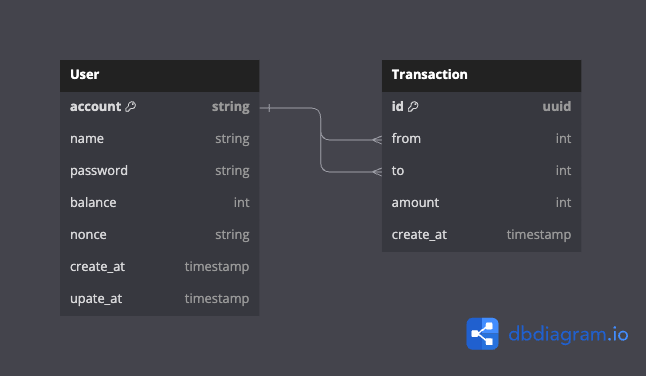 User
account string
name string
password string
balance int
nonce string
create_at timestamp
upate_at timestamp
Transaction
id uuid
from int
to int
amount int
create_at timestamp
dbdiagram.io